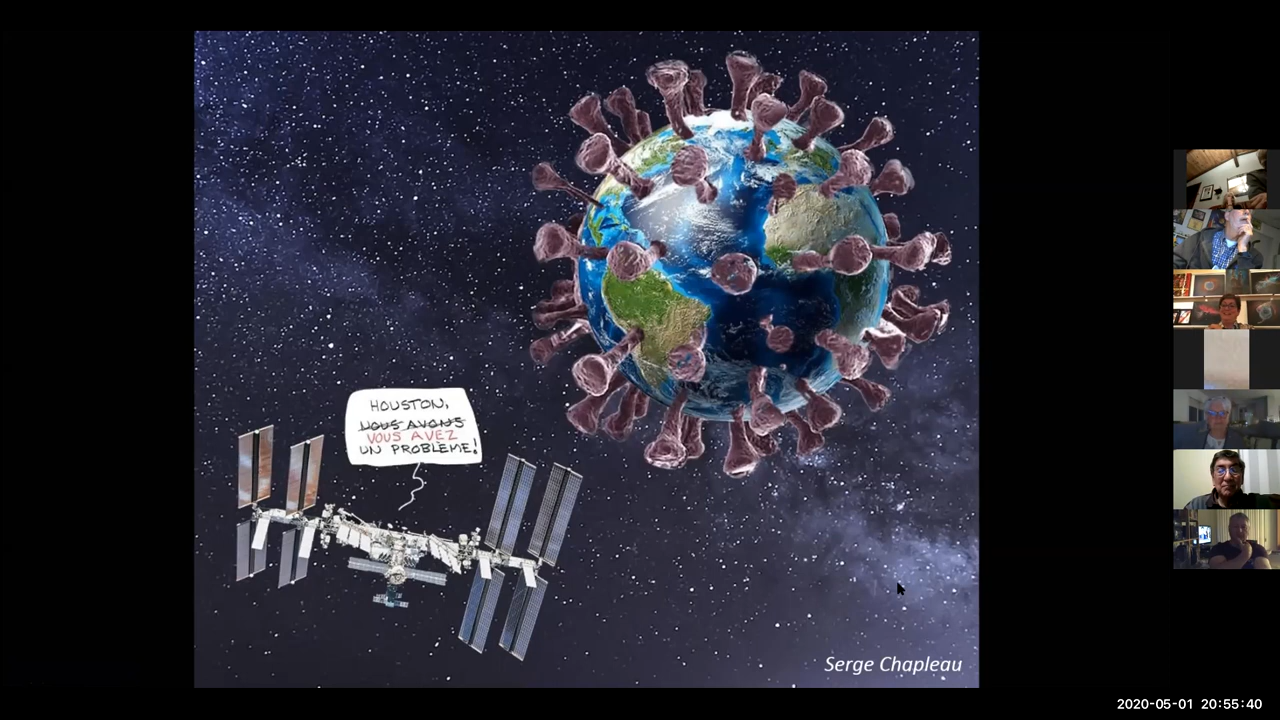 HOUSTON,
NOUS AVONS
VOUS AVEZ
UN PROBLÈME!
Serge Chapleau
2020-05-01 20:55:40